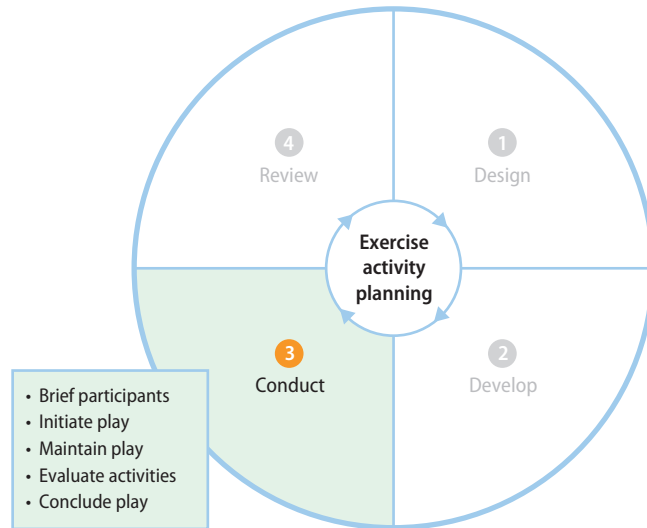 4
Review
1
Design
Exercise
activity
planning
3
Conduct
2
Develop
• Brief participants
• Initiate play
• Maintain play
• Evaluate activities
• Conclude play